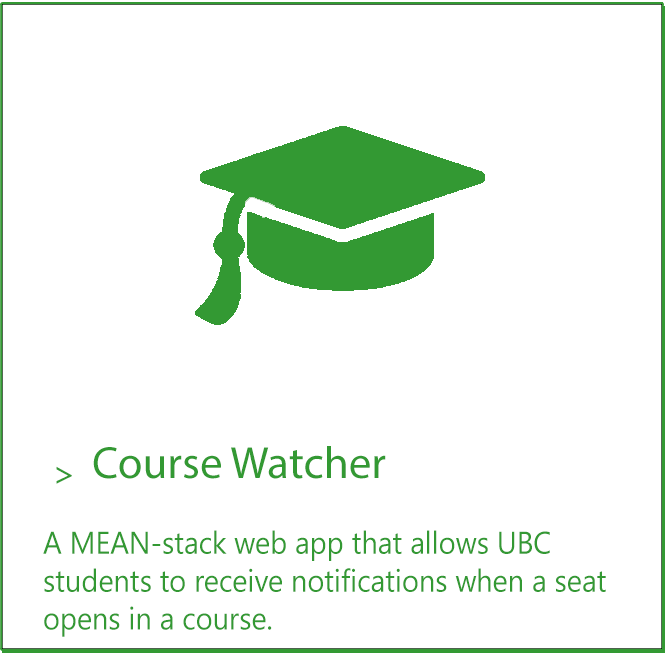 > Course Watcher
A MEAN-stack web app that allows UBC
students to receive notifications when a seat
opens in a course.